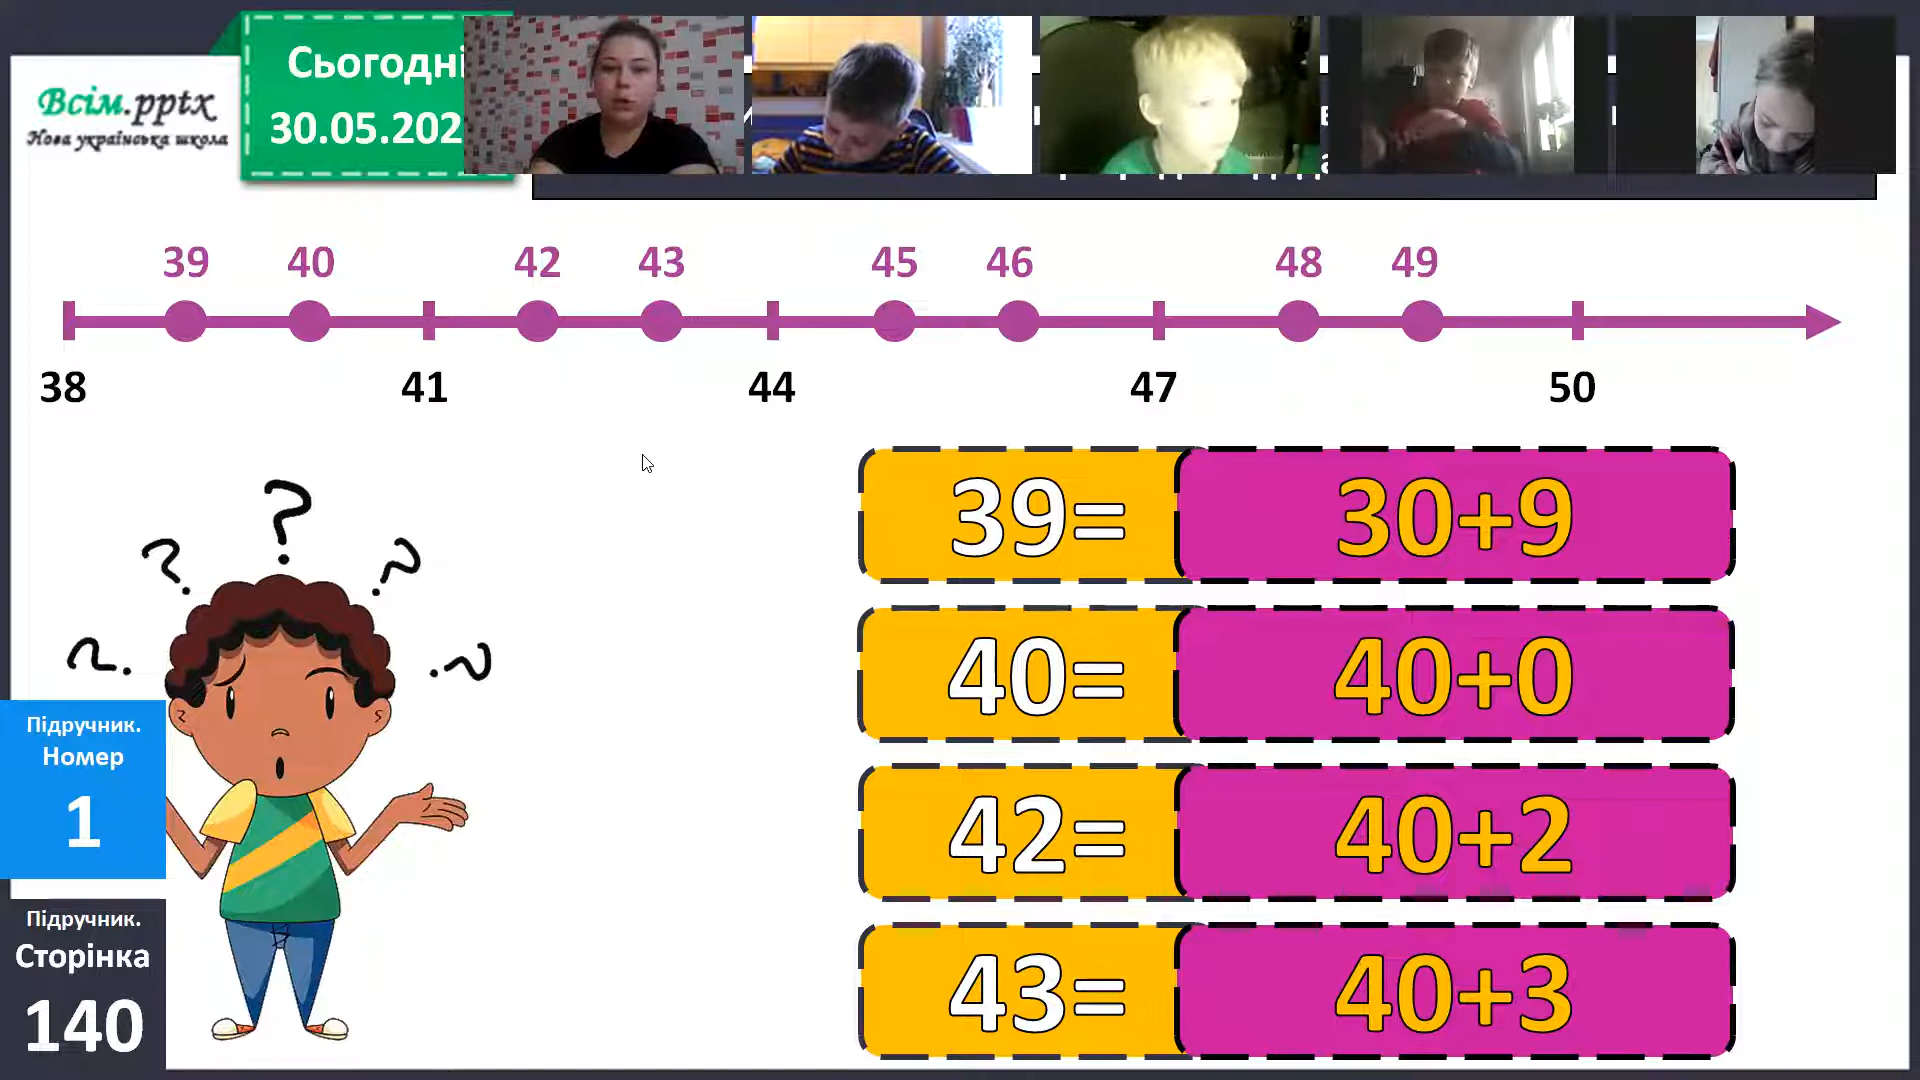 Сьогодні
30.05.202
Всім.pptx
Нова українська школа
39 40 42 43 45 46 48 49
38 41 44 47 50
39= 30+9
40= 40+0
42= 40+2
43= 40+3
Підручник.
Номер
1
Підручник.
Сторінка
140